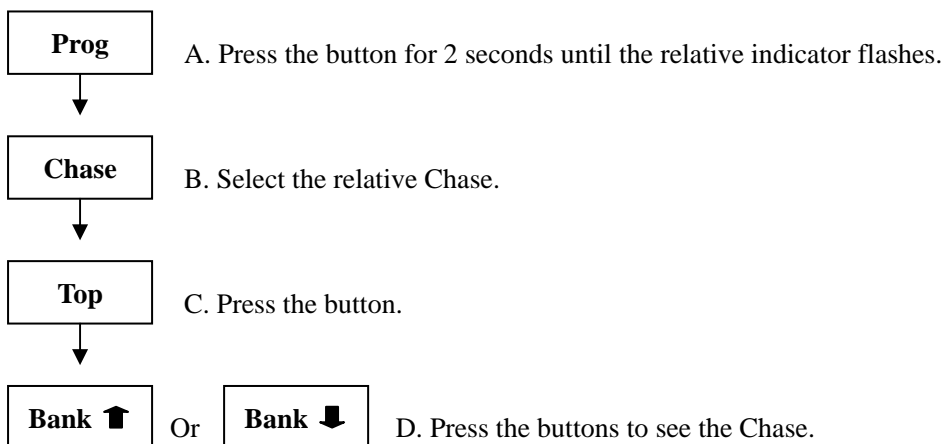 Prog A. Press the button for 2 seconds until the relative indicator flashes.
Chase B. Select the relative Chase.
Top C. Press the button.
Bank ⬆ Or Bank ⬇ D. Press the buttons to see the Chase.